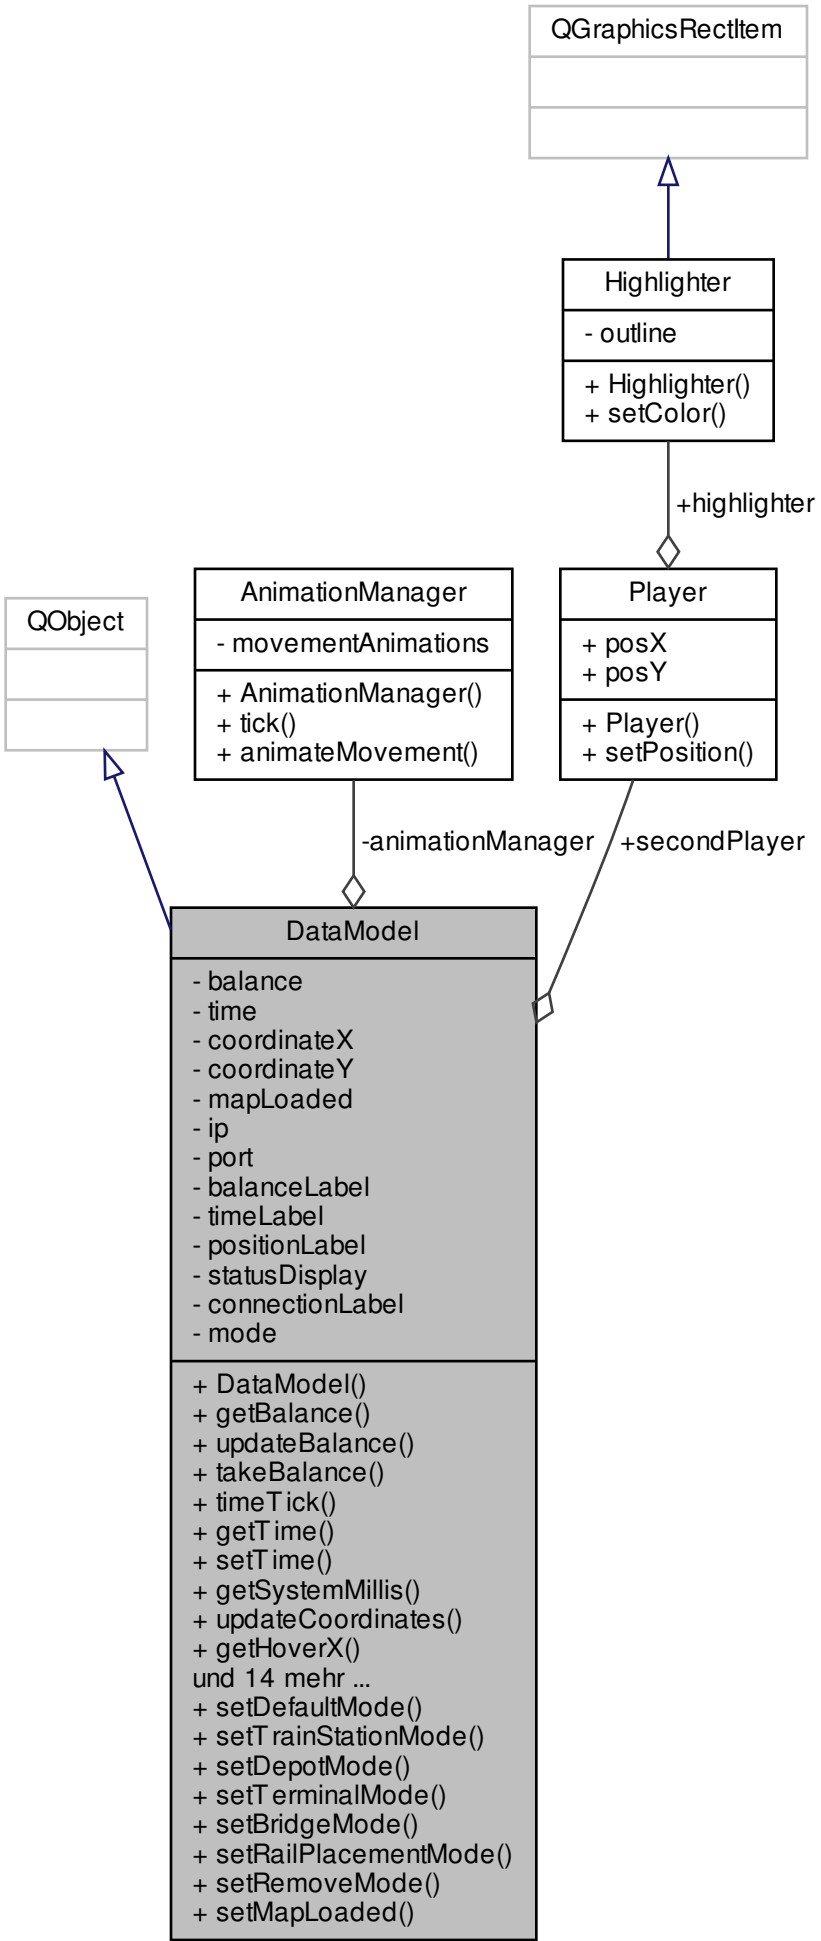 QGraphicsRectItem
Highlighter
- outline
+ Highlighter()
+ setColor()
+highlighter
QObject
AnimationManager
- movementAnimations
+ AnimationManager()
+ tick()
+ animateMovement()
Player
+ posX
+ posY
+ Player()
+ setPosition()
-animationManager
+secondPlayer
DataModel
- balance
- time
- coordinateX
- coordinateY
- mapLoaded
- ip
- port
- balanceLabel
- timeLabel
- positionLabel
- statusDisplay
- connectionLabel
- mode
+ DataModel()
+ getBalance()
+ updateBalance()
+ takeBalance()
+ timeTick()
+ getTime()
+ setTime()
+ getSystemMillis()
+ updateCoordinates()
+ getHoverX()
und 14 mehr ...
+ setDefaultMode()
+ setTrainStationMode()
+ setDepotMode()
+ setTerminalMode()
+ setBridgeMode()
+ setRailPlacementMode()
+ setRemoveMode()
+ setMapLoaded()